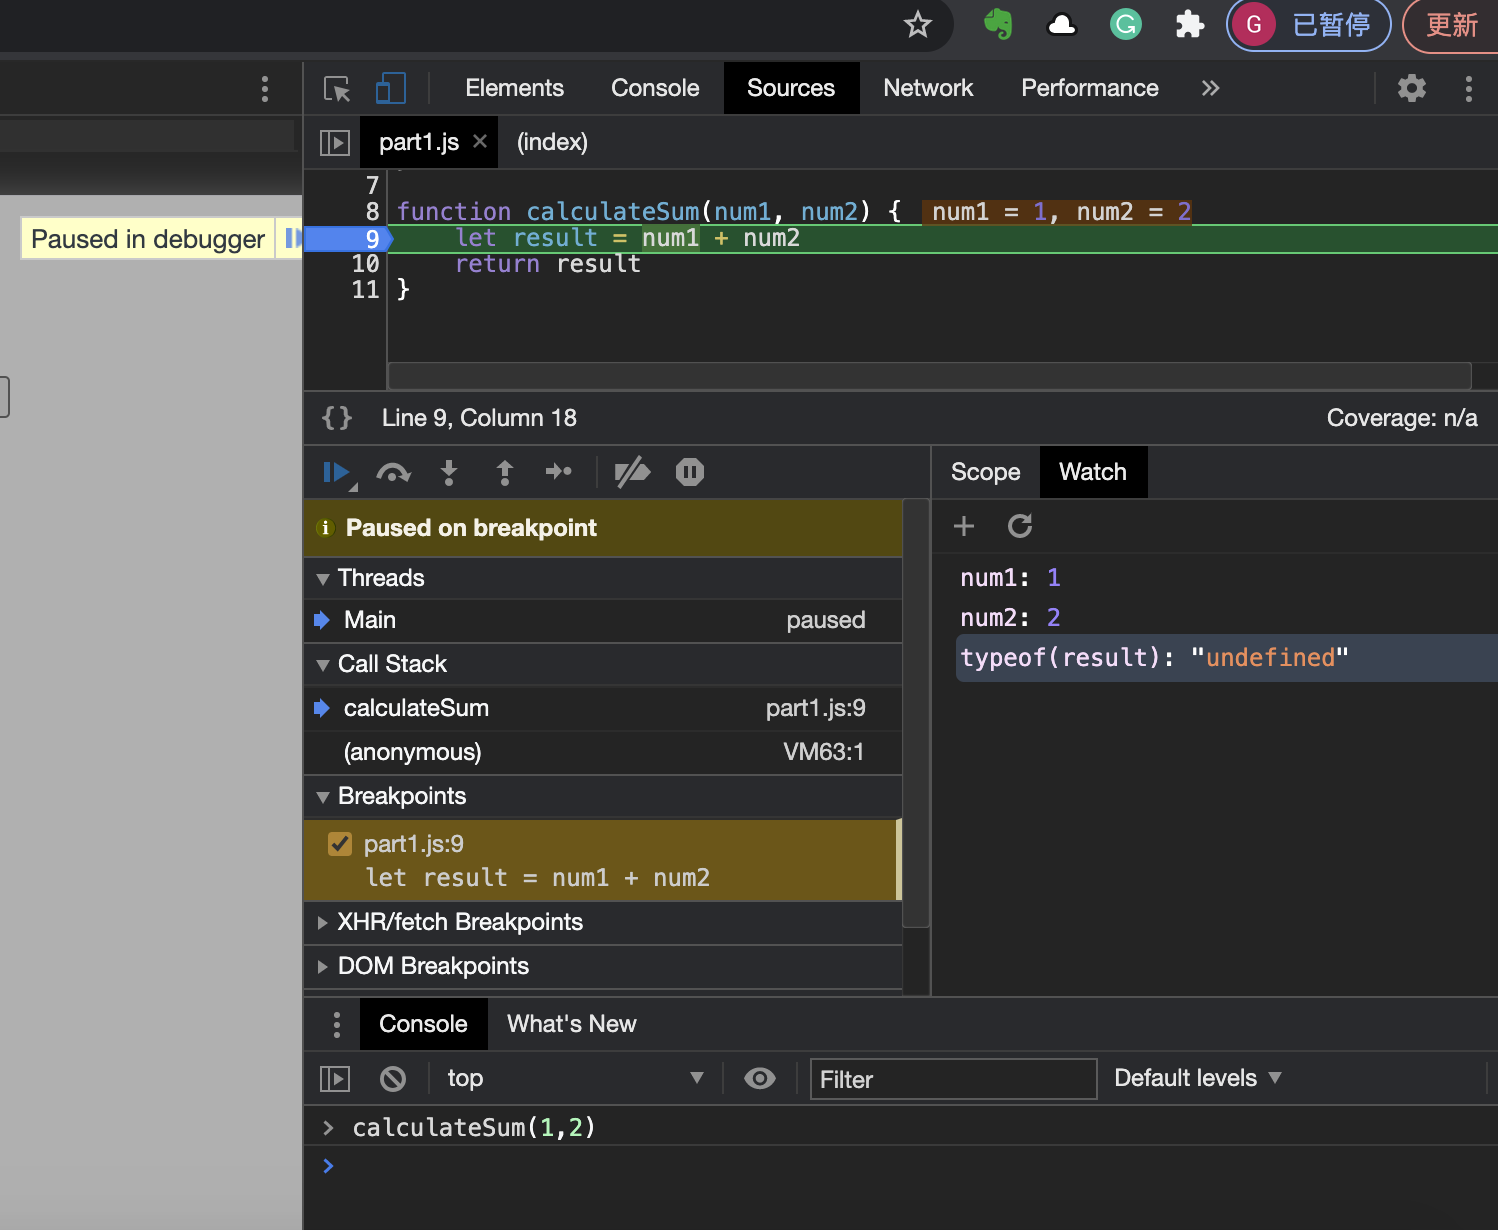 G 已暂停 更新
Elements Console Sources Network Performance »
part1.js × (index)
Paused in debugger
7
8 function calculateSum(num1, num2) { num1 = 1, num2 = 2
9 let result = num1 + num2
10 return result
11 }
{} Line 9, Column 18 Coverage: n/a
Paused on breakpoint
Threads
Main paused
Call Stack
calculateSum part1.js:9
(anonymous) VM63:1
Breakpoints
part1.js:9
let result = num1 + num2
XHR/fetch Breakpoints
DOM Breakpoints
Scope Watch
num1: 1
num2: 2
typeof(result): "undefined"
Console What's New
top Filter Default levels
> calculateSum(1,2)
>